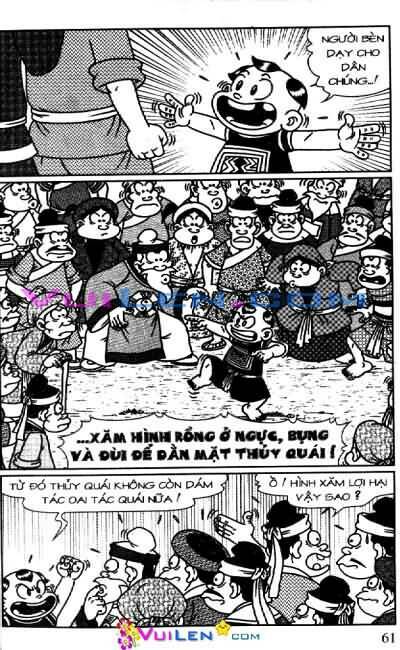 NGƯỜI BÈN
DẠY CHO
DÂN
CHÚNG...!
VUILEN.COM
...XĂM HÌNH RỒNG Ở NGỰC, BỤNG
VÀ ĐÙI ĐỂ DẰN MẶT THỦY QUÁI!
TỪ ĐÓ THỦY QUÁI KHÔNG CÒN DÁM
TÁC OAI TÁC QUÁI NỮA!
Ồ! HÌNH XĂM LỢI HẠI
VẬY SAO?
61
VUILEN.COM